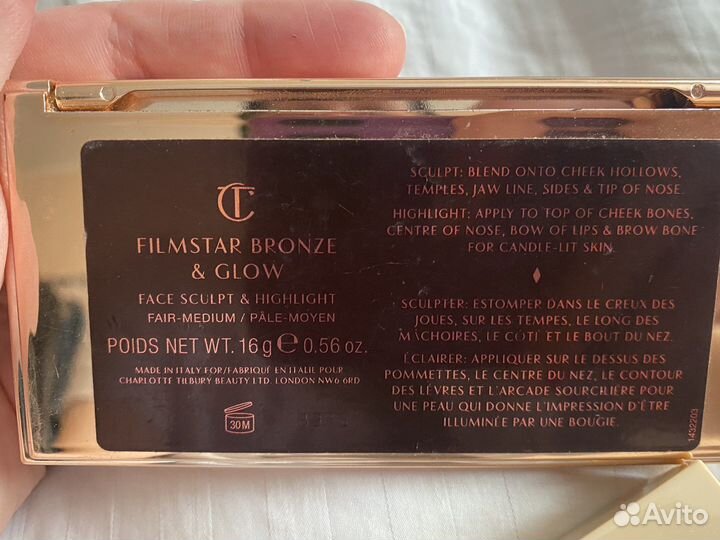 CT
FILMSTAR BRONZE
& GLOW
FACE SCULPT & HIGHLIGHT
FAIR-MEDIUM / PÂLE-MOYEN
POIDS NET WT. 16 g ℮ 0.56 oz.
MADE IN ITALY FOR/FABRIQUÉ EN ITALIE POUR
CHARLOTTE TILBURY BEAUTY LTD. LONDON NW6 6RD
30M
SCULPT: BLEND ONTO CHEEK HOLLOWS,
TEMPLES, JAW LINE, SIDES & TIP OF NOSE.
HIGHLIGHT: APPLY TO TOP OF CHEEK BONES,
CENTRE OF NOSE, BOW OF LIPS & BROW BONE
FOR CANDLE-LIT SKIN.
SCULPTER: ESTOMPER DANS LE CREUX DES
JOUES, SUR LES TEMPES, LE LONG DES
MÂCHOIRES, LE CÔTÉ ET LE BOUT DU NEZ.
ÉCLAIRER: APPLIQUER SUR LE DESSUS DES
POMMETTES, LE CENTRE DU NEZ, LE CONTOUR
DES LÈVRES ET L'ARCADE SOURCILIÈRE POUR
UNE PEAU QUI DONNE L'IMPRESSION D'ÊTRE
ILLUMINÉE PAR UNE BOUGIE.
1432203
Avito